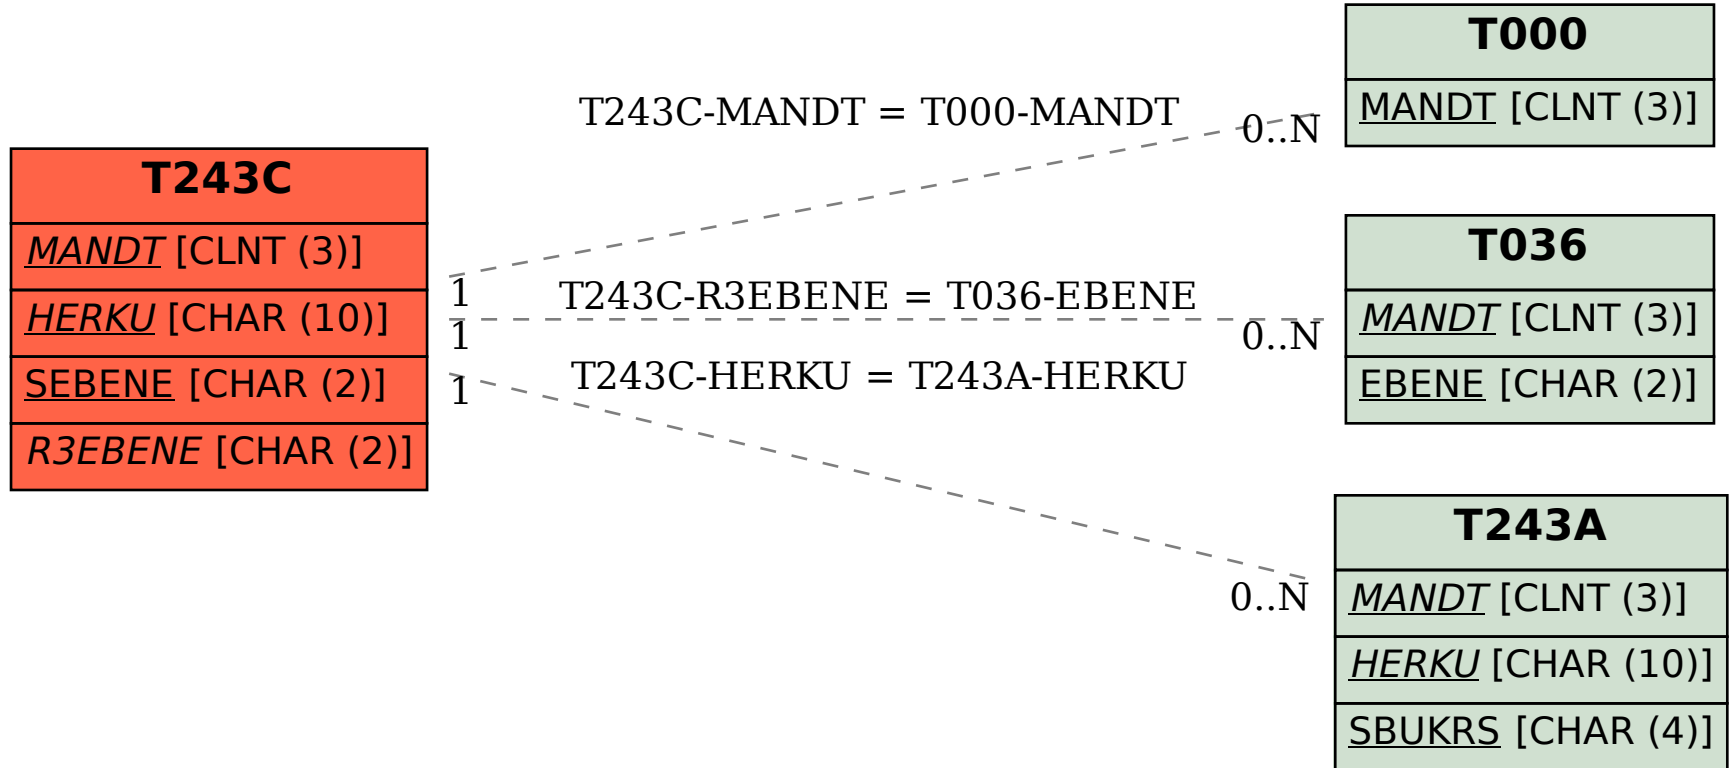 T243C
MANDT [CLNT (3)]
HERKU [CHAR (10)]
SEBENE [CHAR (2)]
R3EBENE [CHAR (2)]
T243C-MANDT = T000-MANDT
0..N
1
T243C-R3EBENE = T036-EBENE
1
0..N
T243C-HERKU = T243A-HERKU
1
0..N
T000
MANDT [CLNT (3)]
T036
MANDT [CLNT (3)]
EBENE [CHAR (2)]
T243A
MANDT [CLNT (3)]
HERKU [CHAR (10)]
SBUKRS [CHAR (4)]